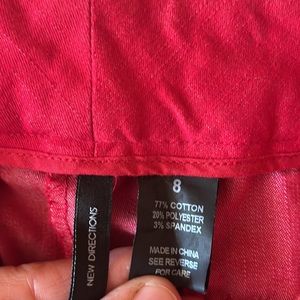 8
77% COTTON
20% POLYESTER
3% SPANDEX
MADE IN CHINA
SEE REVERSE
FOR CARE
NEW DIRECTIONS